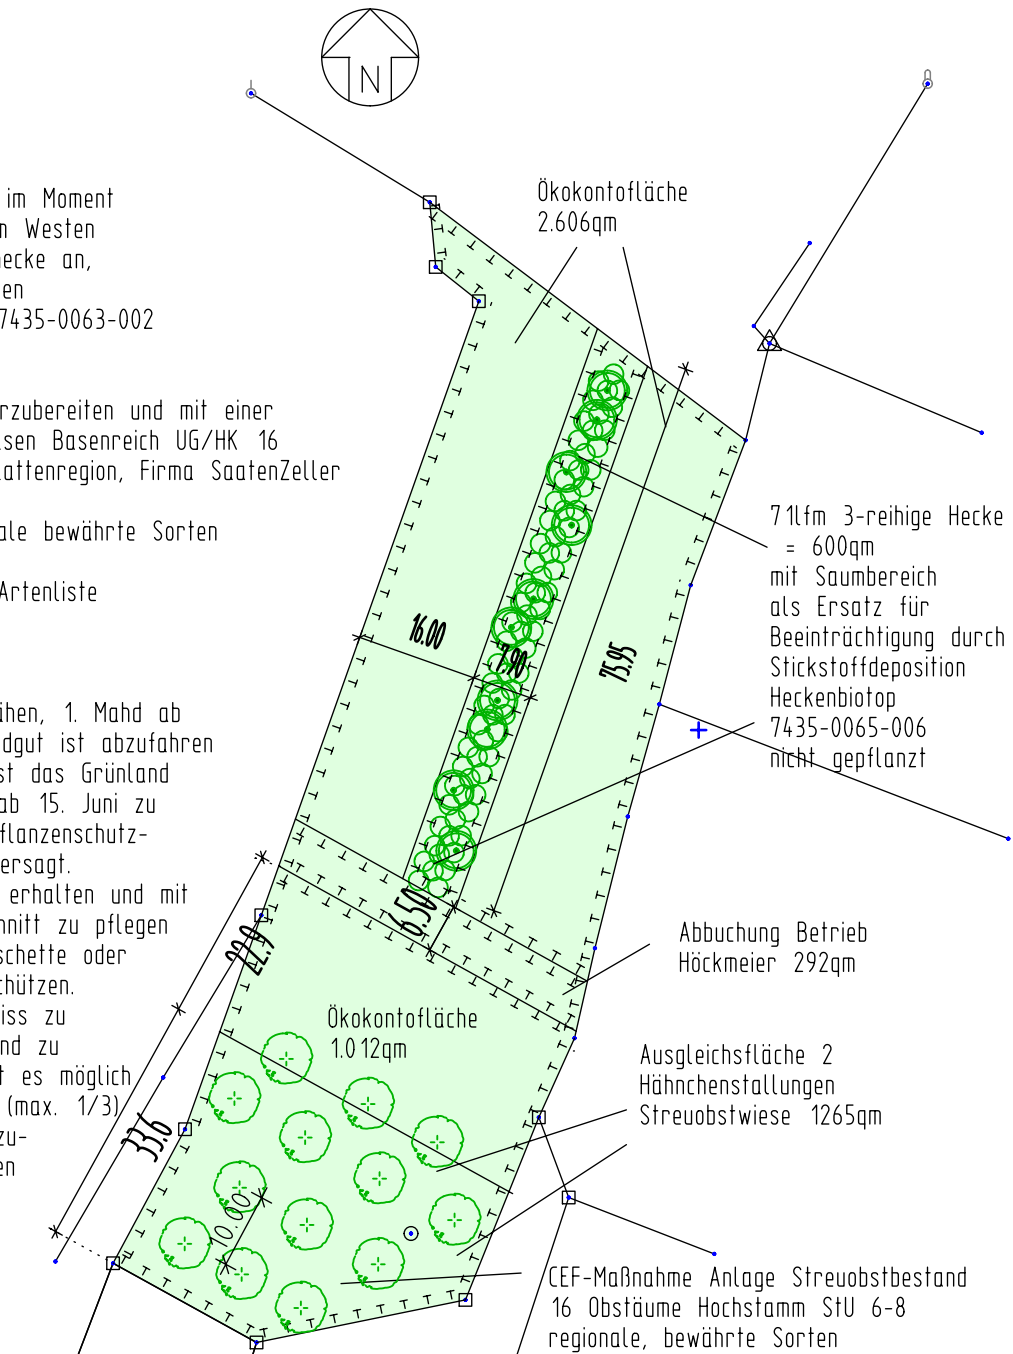 N
im Moment
n Westen
ecke an,
en
7435-0063-002
rzubereiten und mit einer
sen Basenreich UG/HK 16
attenregion, Firma SaatenZeller
ale bewährte Sorten
Artenliste
ähen, 1. Mahd ab
dgut ist abzufahren
st das Grünland
ab 15. Juni zu
flanzenschutz-
ersagt.
erhalten und mit
hnitt zu pflegen
schette oder
chützen.
iss zu
nd zu
t es möglich
(max. 1/3)
zu-
en
Ökokontofläche
2.606qm
71lfm 3-reihige Hecke
= 600qm
mit Saumbereich
als Ersatz für
Beeinträchtigung durch
Stickstoffdeposition
Heckenbiotop
7435-0065-006
nicht gepflanzt
16.00
7.90
75.95
6.50
22.9
33.6
10.00
Abbuchung Betrieb
Höckmeier 292qm
Ökokontofläche
1.012qm
Ausgleichsfläche 2
Hähnchenstallungen
Streuobstwiese 1265qm
CEF-Maßnahme Anlage Streuobstbestand
16 Obstäume Hochstamm StU 6-8
regionale, bewährte Sorten